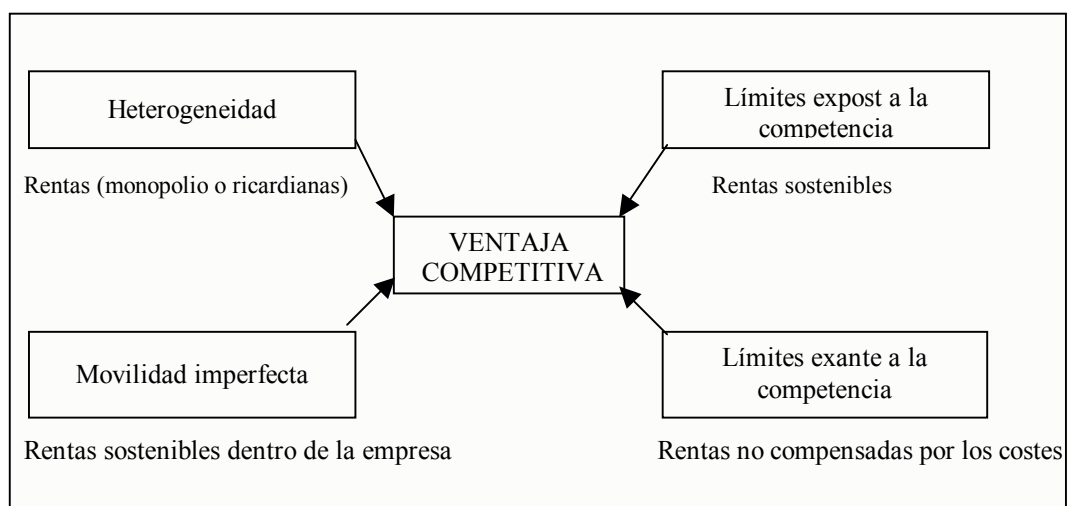 Heterogeneidad
Rentas (monopolio o ricardianas)
Límites expost a la
competencia
Rentas sostenibles
VENTAJA
COMPETITIVA
Movilidad imperfecta
Rentas sostenibles dentro de la empresa
Límites exante a la
competencia
Rentas no compensadas por los costes